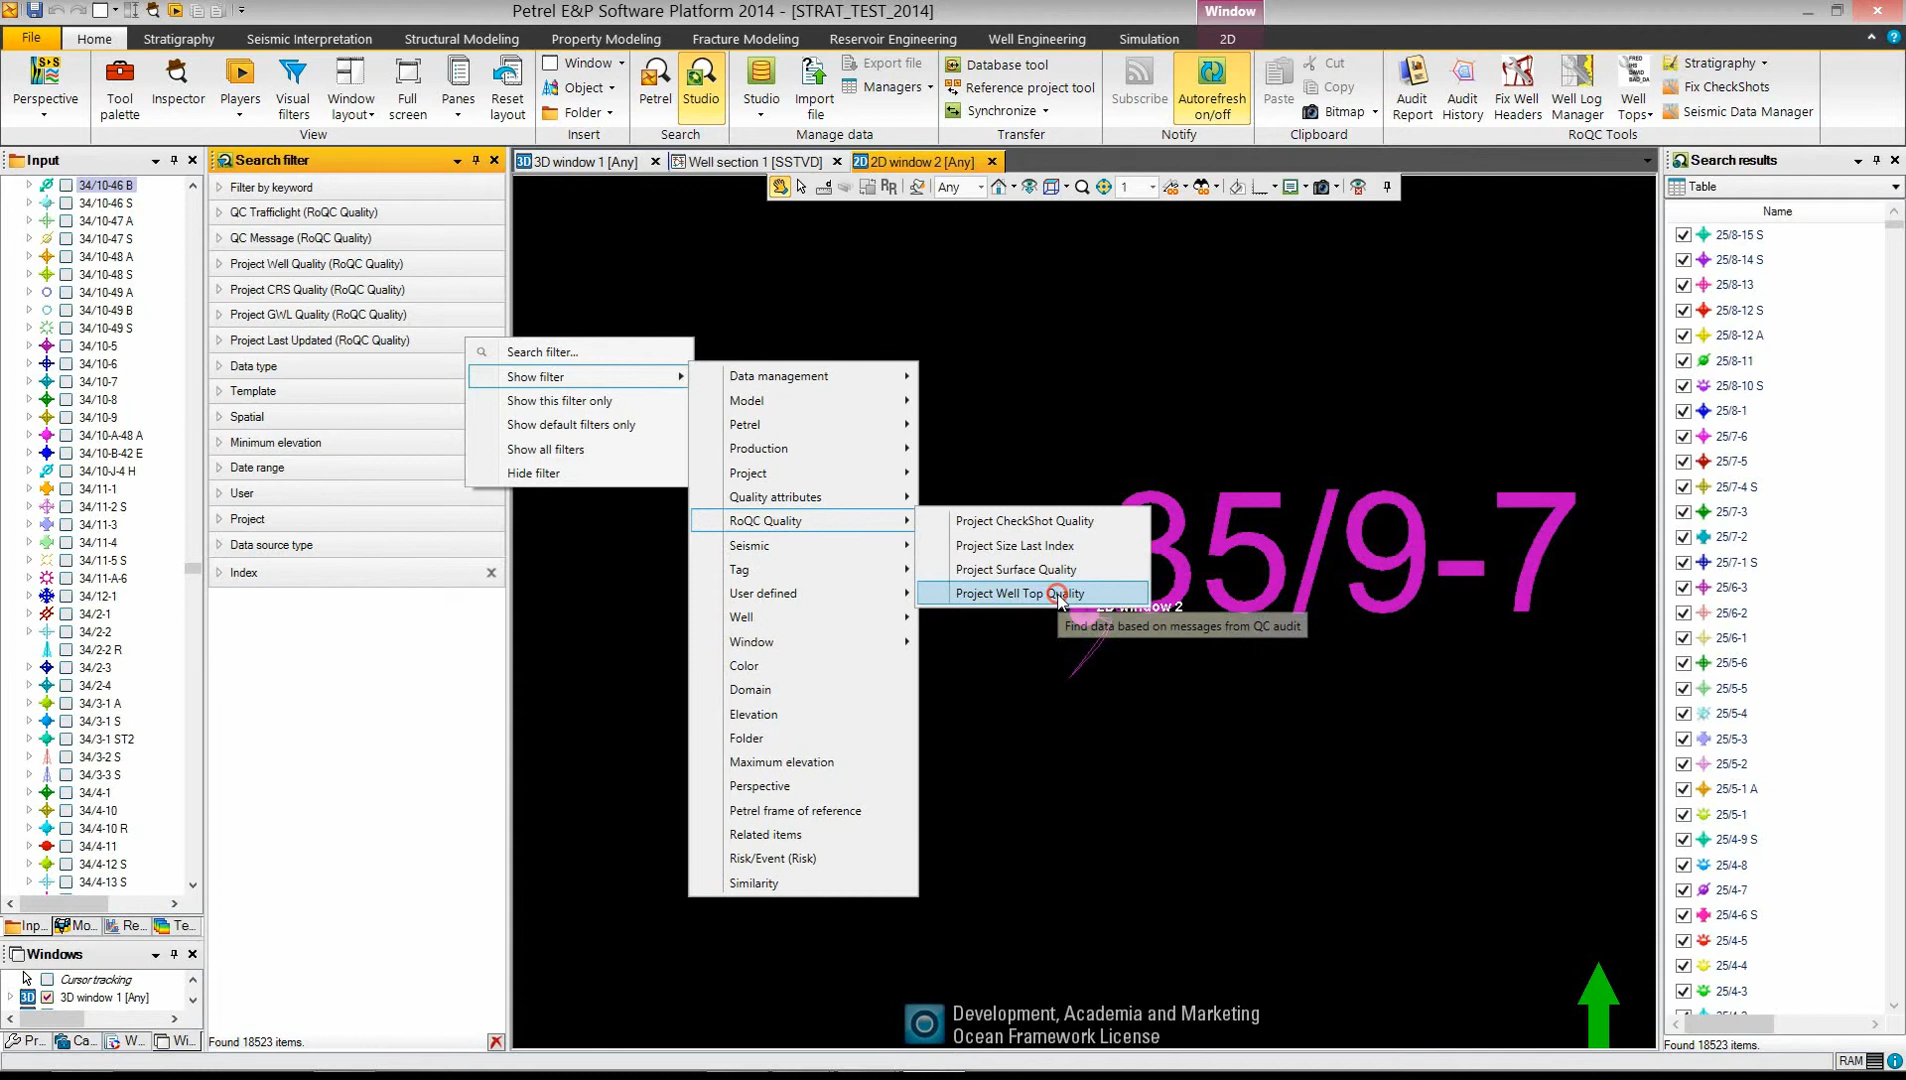 Petrel E&P Software Platform 2014 - [STRAT_TEST_2014]
Window
File
Home
Stratigraphy
Seismic Interpretation
Structural Modeling
Property Modeling
Fracture Modeling
Reservoir Engineering
Well Engineering
Simulation
2D
Perspective
Tool palette
Inspector
Players
Visual filters
Window layout
Full screen
Panes
Reset layout
View
Window
Object
Folder
Insert
Petrel
Studio
Search
Studio
Import file
Export file
Managers
Manage data
Database tool
Reference project tool
Synchronize
Transfer
Subscribe
Autorefresh on/off
Notify
Paste
Cut
Copy
Bitmap
Clipboard
Audit Report
Audit History
Fix Well Headers
Well Log Manager
Well Tops
Stratigraphy
Fix CheckShots
Seismic Data Manager
RoQC Tools
Input
34/10-46 B
34/10-46 S
34/10-47 A
34/10-47 S
34/10-48 A
34/10-48 S
34/10-49 A
34/10-49 B
34/10-49 S
34/10-5
34/10-6
34/10-7
34/10-8
34/10-9
34/10-A-48 A
34/10-B-42 E
34/10-J-4 H
34/11-1
34/11-2 S
34/11-3
34/11-4
34/11-5 S
34/11-A-6
34/12-1
34/2-1
34/2-2
34/2-2 R
34/2-3
34/2-4
34/3-1 A
34/3-1 S
34/3-1 ST2
34/3-2 S
34/3-3 S
34/4-1
34/4-10
34/4-10 R
34/4-11
34/4-12 S
34/4-13 S
Inp...
Mo...
Re...
Te...
Windows
Cursor tracking
3D window 1 [Any]
Pr...
Ca...
W...
Wi...
Search filter
Filter by keyword
QC Trafficlight (RoQC Quality)
QC Message (RoQC Quality)
Project Well Quality (RoQC Quality)
Project CRS Quality (RoQC Quality)
Project GWL Quality (RoQC Quality)
Project Last Updated (RoQC Quality)
Data type
Template
Spatial
Minimum elevation
Date range
User
Project
Data source type
Index
Found 18523 items.
3D window 1 [Any]
Well section 1 [SSTVD]
2D window 2 [Any]
Any
1
Search filter...
Show filter
Show this filter only
Show default filters only
Show all filters
Hide filter
Data management
Model
Petrel
Production
Project
Quality attributes
RoQC Quality
Seismic
Tag
User defined
Well
Window
Color
Domain
Elevation
Folder
Maximum elevation
Perspective
Petrel frame of reference
Related items
Risk/Event (Risk)
Similarity
Project CheckShot Quality
Project Size Last Index
Project Surface Quality
Project Well Top Quality
35/9-7
2D window 2
Find data based on messages from QC audit
Development, Academia and Marketing
Ocean Framework License
Search results
Table
Name
25/8-15 S
25/8-14 S
25/8-13
25/8-12 S
25/8-12 A
25/8-11
25/8-10 S
25/8-1
25/7-6
25/7-5
25/7-4 S
25/7-3
25/7-2
25/7-1 S
25/6-3
25/6-2
25/6-1
25/5-6
25/5-5
25/5-4
25/5-3
25/5-2
25/5-1 A
25/5-1
25/4-9 S
25/4-8
25/4-7
25/4-6 S
25/4-5
25/4-4
25/4-3
Found 18523 items.
RAM